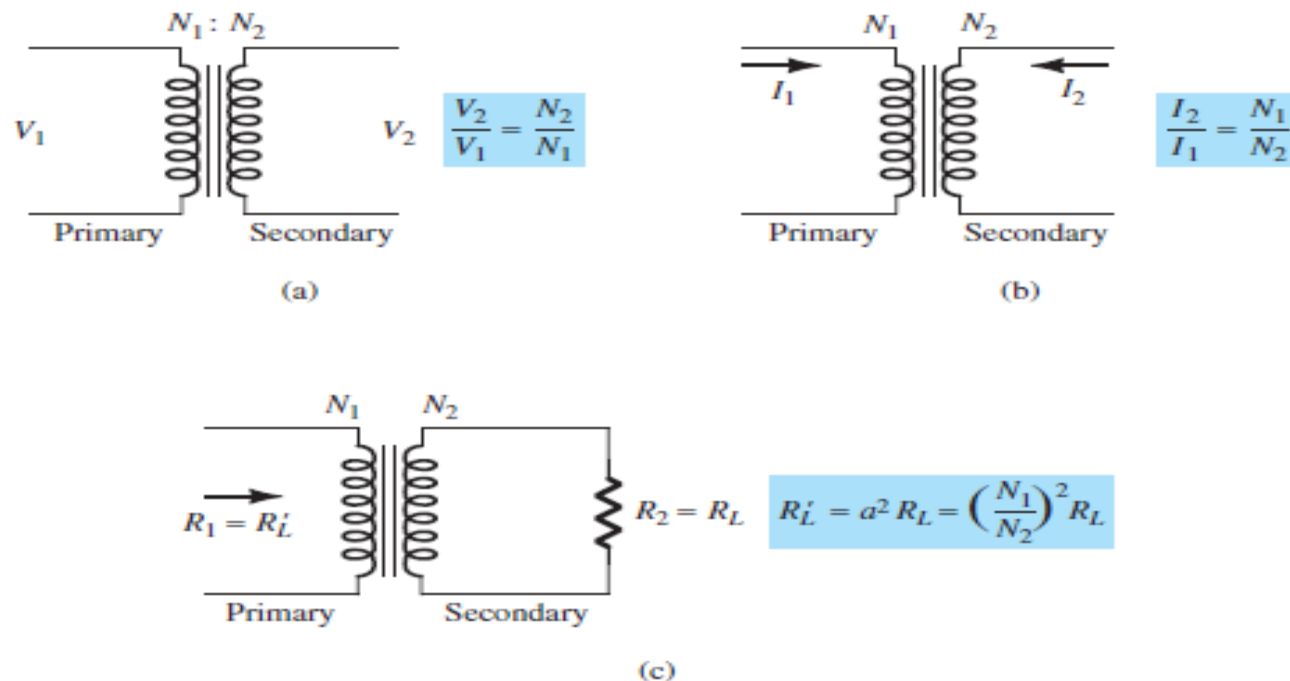 N₁ : N₂
V₁
V₂
V₂/V₁ = N₂/N₁
Primary
Secondary
(a)
N₁
N₂
I₁
I₂
I₂/I₁ = N₁/N₂
Primary
Secondary
(b)
N₁
N₂
R₁ = R′L
R₂ = RL
R′L = a² RL = (N₁/N₂)² RL
Primary
Secondary
(c)